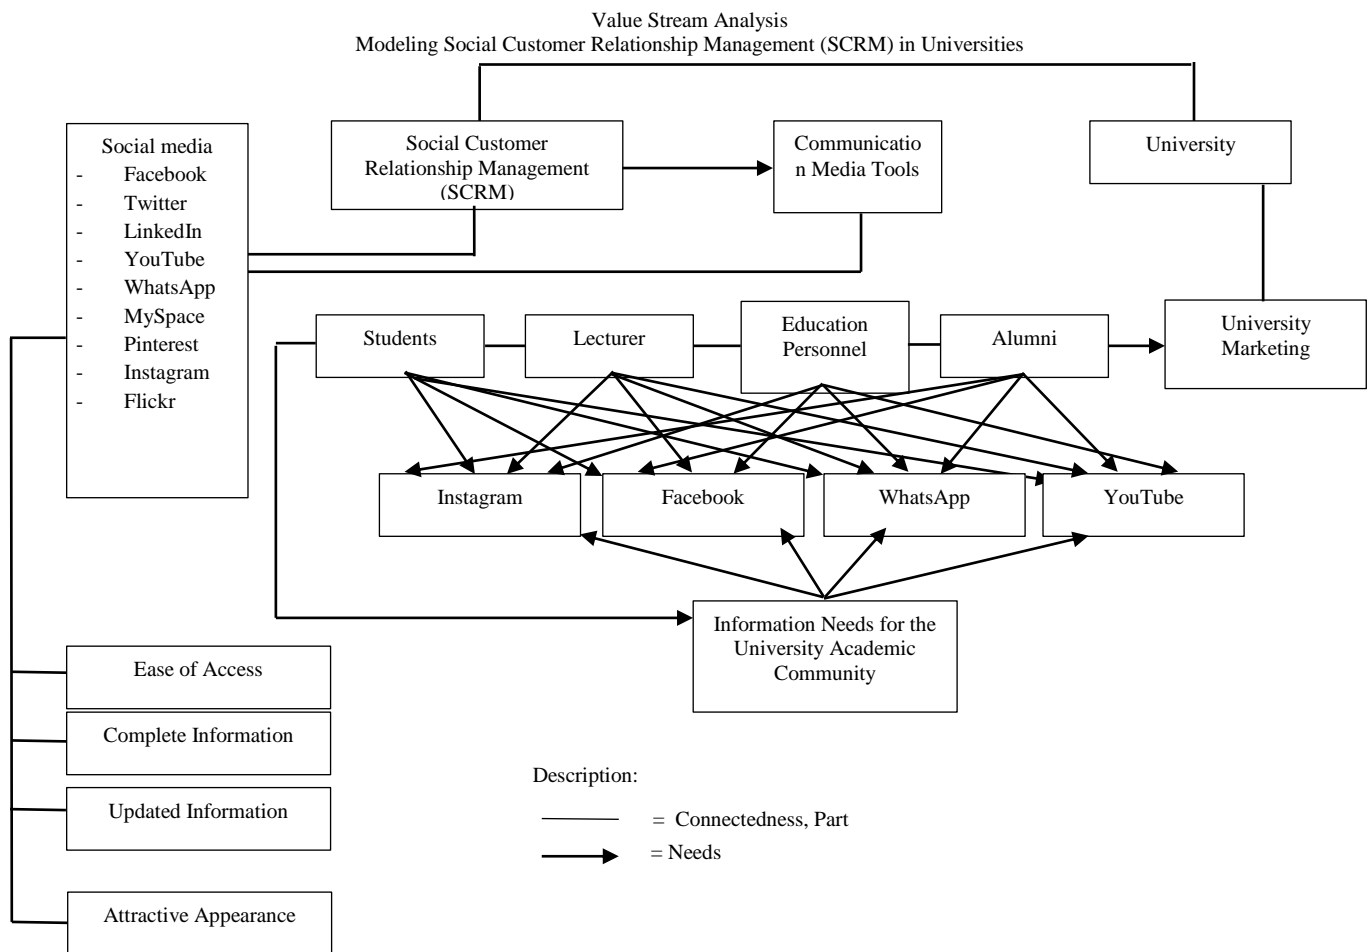 Value Stream Analysis
Modeling Social Customer Relationship Management (SCRM) in Universities
Social media
- Facebook
- Twitter
- LinkedIn
- YouTube
- WhatsApp
- MySpace
- Pinterest
- Instagram
- Flickr
Social Customer
Relationship Management
(SCRM)
Communicatio
n Media Tools
University
Students
Lecturer
Education
Personnel
Alumni
University
Marketing
Instagram
Facebook
WhatsApp
YouTube
Information Needs for the
University Academic
Community
Ease of Access
Complete Information
Updated Information
Attractive Appearance
Description:
= Connectedness, Part
= Needs